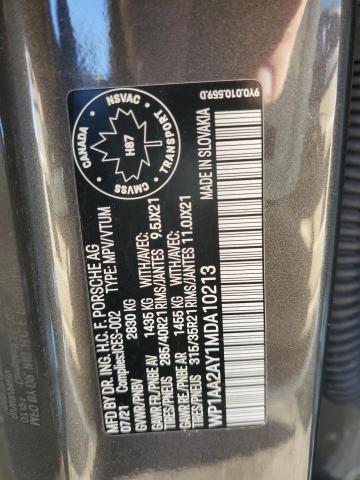 9Y0.010.559.D
CANADA
NSVAC
TRANSPORT
CMVSS
H87
MFD BY DR. ING. H.C. F. PORSCHE AG
07/21 Complies:ICES-002 TYPE: MPV/VTUM
GVWR/PNBV 2830 KG
GAWR FR/PNBE AV 1435 KG WITH/AVEC:
TIRES/PNEUS 285/40R21 RIMS/JANTES 9.5JX21
GAWR RR/PNBE AR 1455 KG WITH/AVEC:
TIRES/PNEUS 315/35R21 RIMS/JANTES 11.0JX21
WP1AA2AY1MDA10213
MADE IN SLOVAKIA